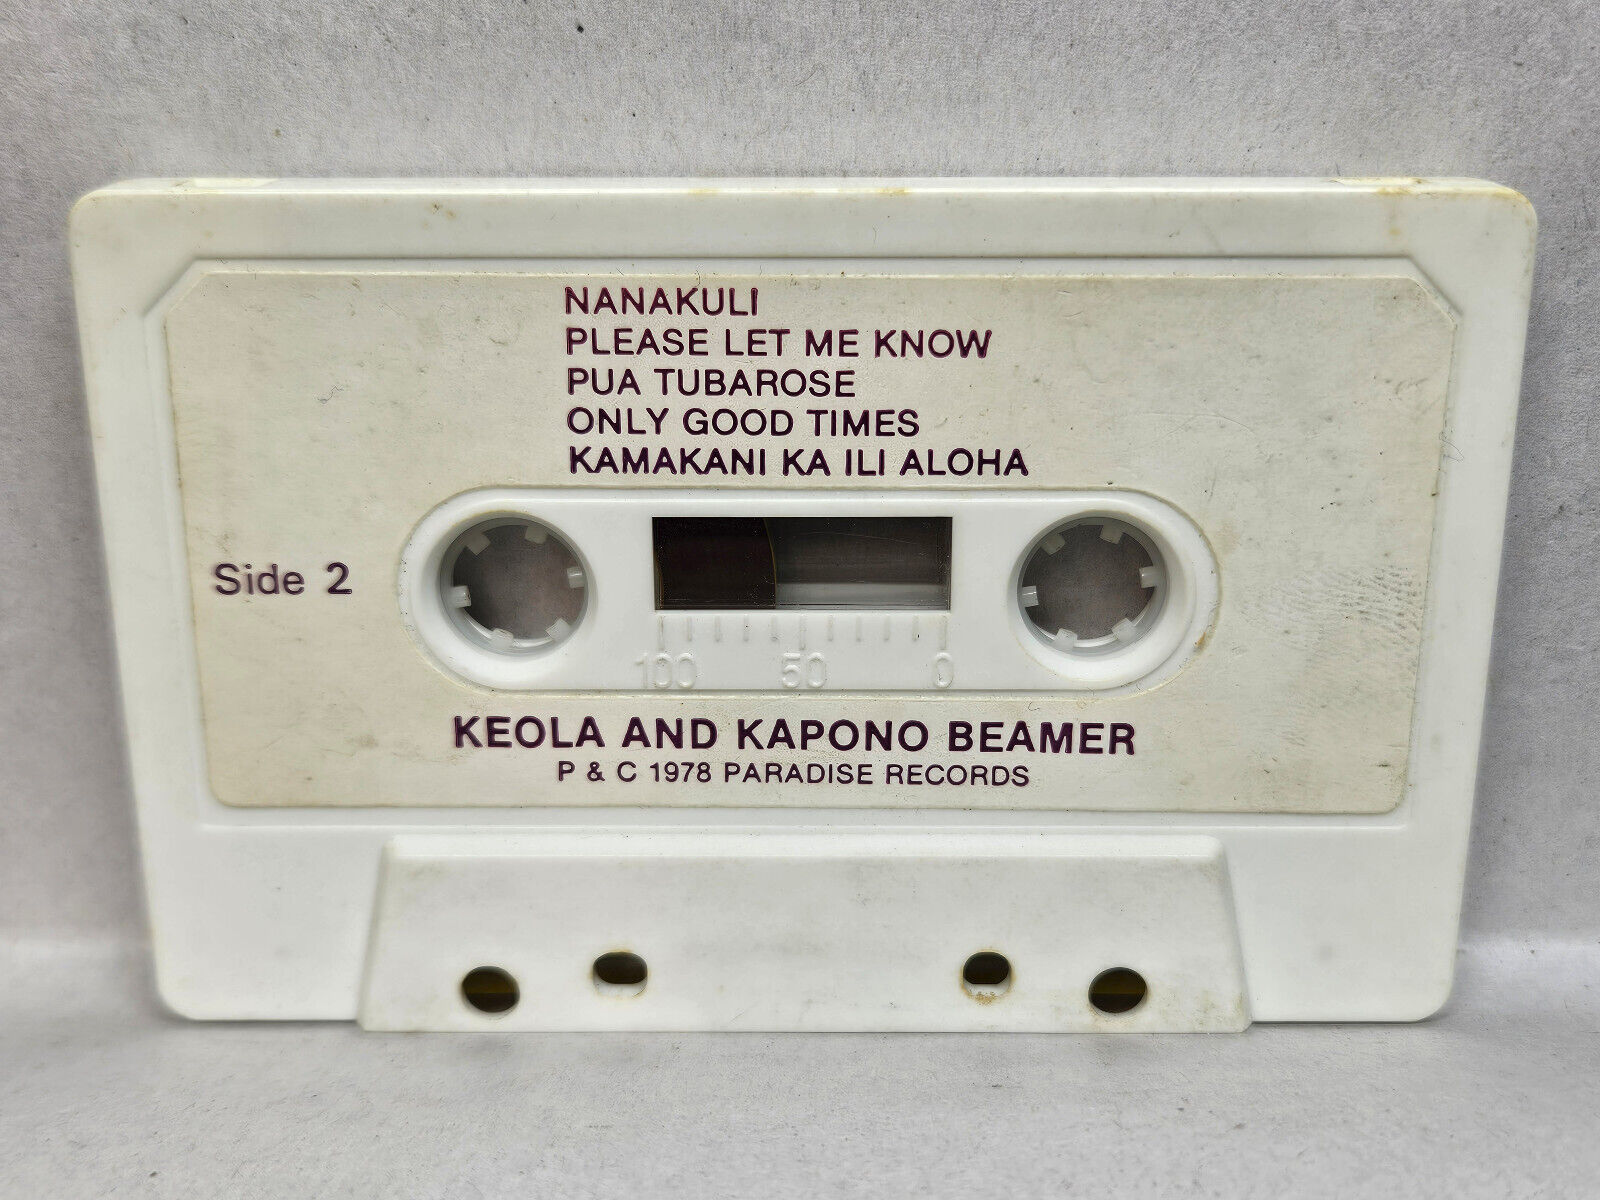 NANAKULI
PLEASE LET ME KNOW
PUA TUBAROSE
ONLY GOOD TIMES
KAMAKANI KA ILI ALOHA
Side 2
100 50 0
KEOLA AND KAPONO BEAMER
P & C 1978 PARADISE RECORDS